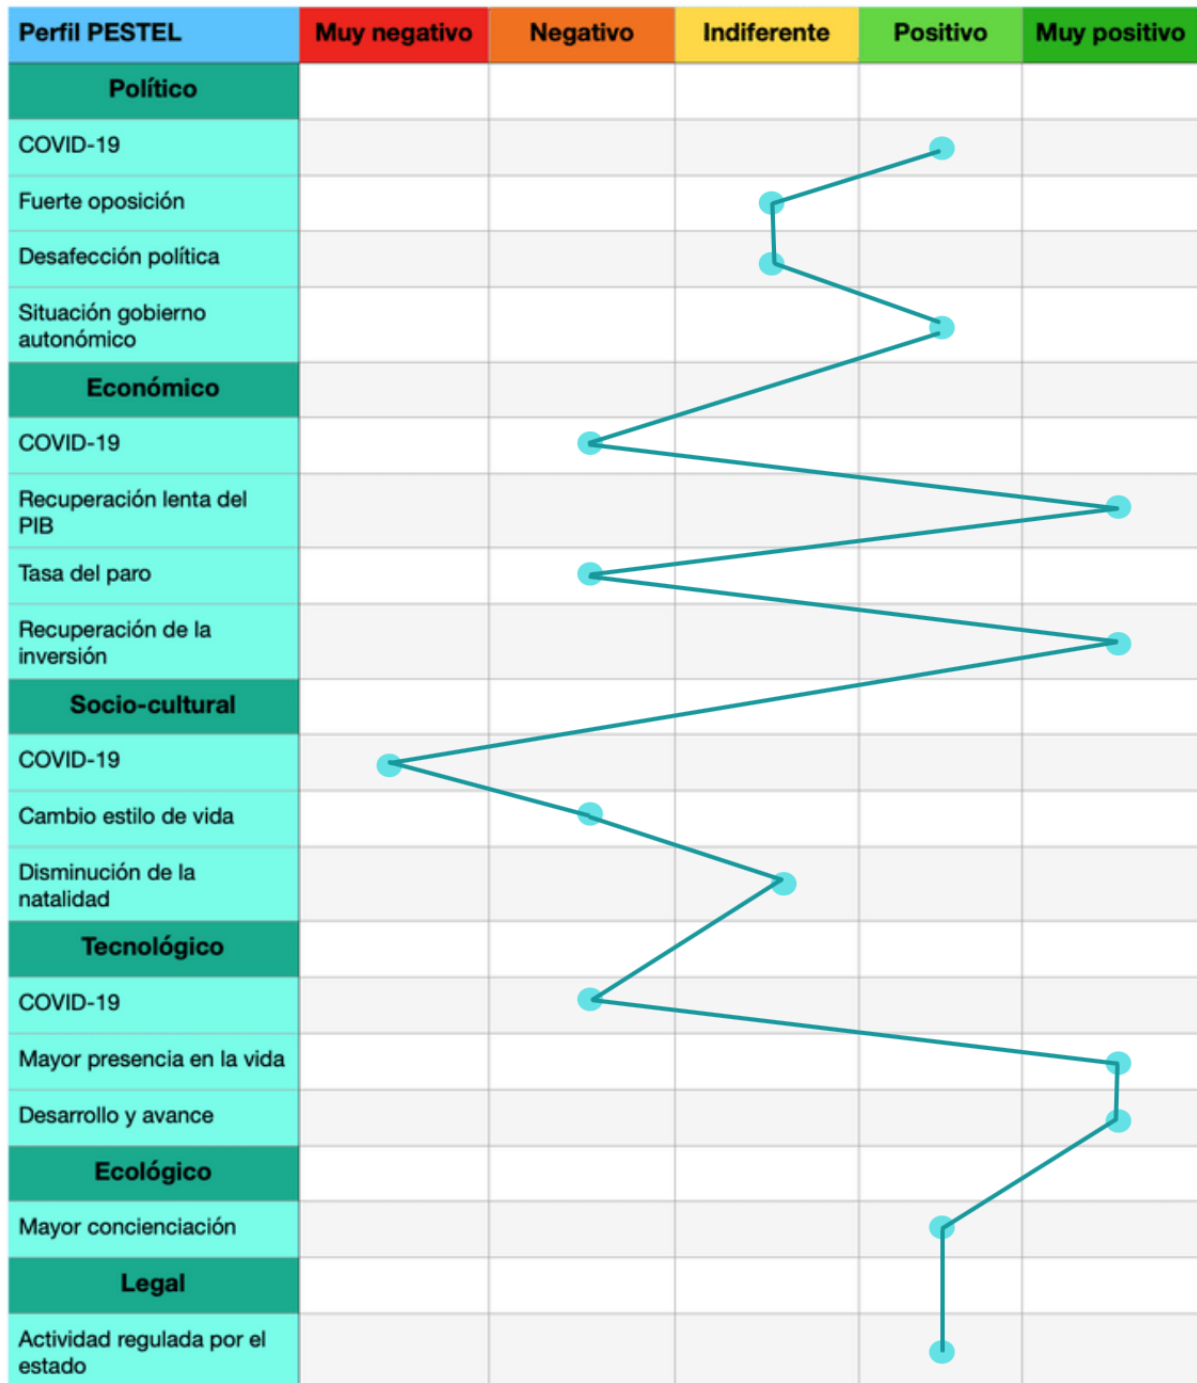 Perfil PESTEL Muy negativo Negativo Indiferente Positivo Muy positivo
Político
COVID-19
Fuerte oposición
Desafección política
Situación gobierno
autonómico
Económico
COVID-19
Recuperación lenta del
PIB
Tasa del paro
Recuperación de la
inversión
Socio-cultural
COVID-19
Cambio estilo de vida
Disminución de la
natalidad
Tecnológico
COVID-19
Mayor presencia en la vida
Desarrollo y avance
Ecológico
Mayor concienciación
Legal
Actividad regulada por el
estado